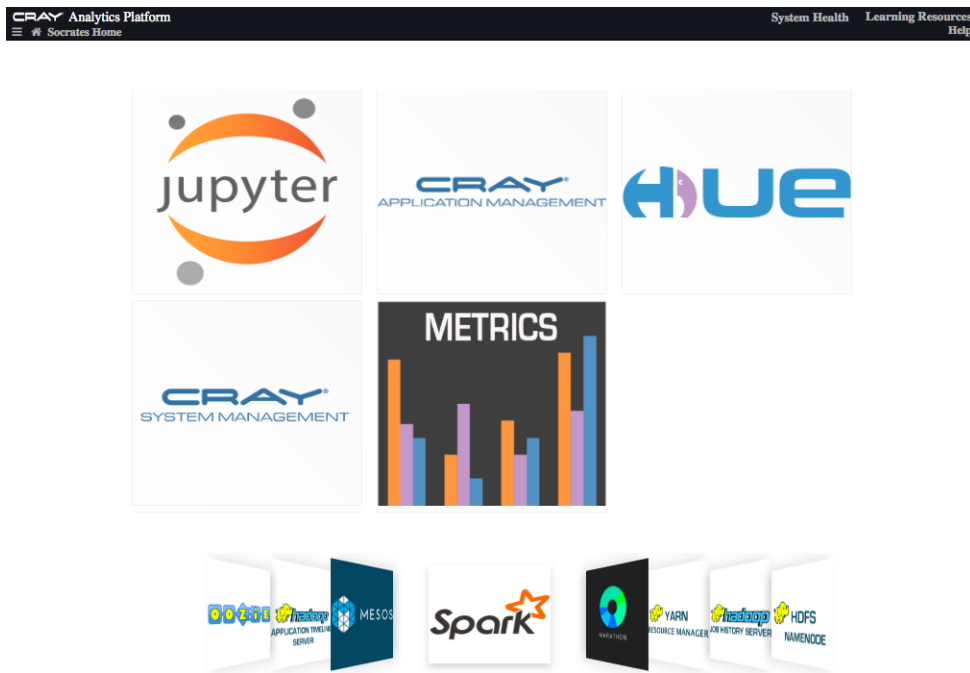 CRAY Analytics Platform
System Health Learning Resources
Socrates Home
Help
jupyter
CRAY®
APPLICATION MANAGEMENT
HUE
CRAY®
SYSTEM MANAGEMENT
METRICS
OOZIE
hadoop
APPLICATION TIMELINE
SERVER
MESOS
Spark
MARATHON
YARN
RESOURCE MANAGER
hadoop
JOB HISTORY SERVER
HDFS
NAMENODE